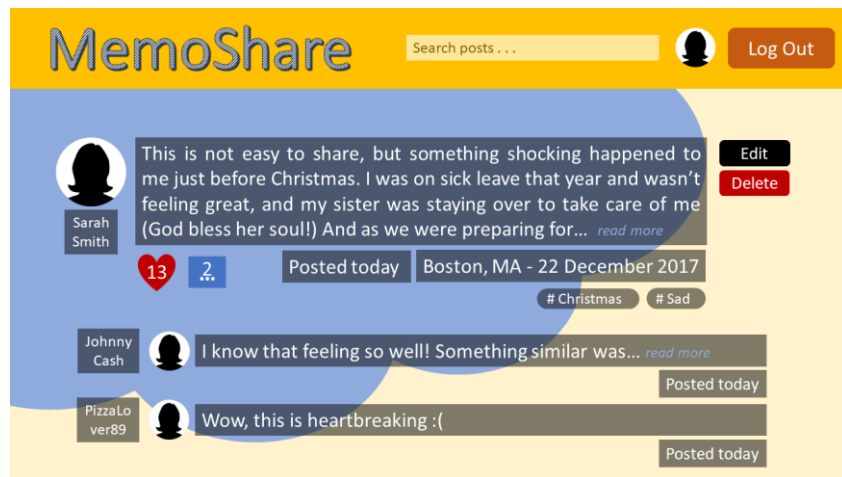 MemoShare
Search posts . . .
Log Out
This is not easy to share, but something shocking happened to
me just before Christmas. I was on sick leave that year and wasn’t
feeling great, and my sister was staying over to take care of me
(God bless her soul!) And as we were preparing for... read more
Edit
Delete
Sarah
Smith
13
2
...
Posted today
Boston, MA - 22 December 2017
# Christmas
# Sad
Johnny
Cash
I know that feeling so well! Something similar was... read more
Posted today
PizzaLo
ver89
Wow, this is heartbreaking :(
Posted today